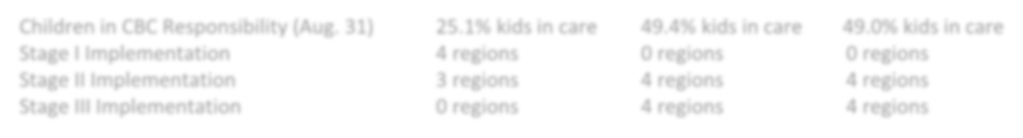 Children in CBC Responsibility (Aug. 31) 25.1% kids in care 49.4% kids in care 49.0% kids in care
Stage I Implementation 4 regions 0 regions 0 regions
Stage II Implementation 3 regions 4 regions 4 regions
Stage III Implementation 0 regions 4 regions 4 regions